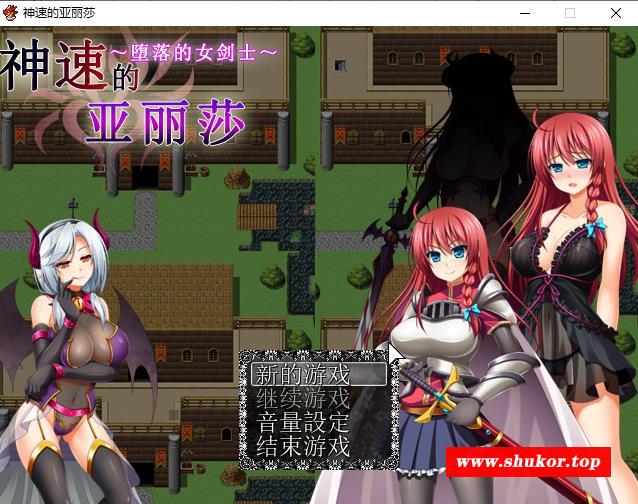 神速的亚丽莎
神速的
～堕落的女剑士～
亚丽莎
新的游戏
继续游戏
音量設定
结束游戏
www.shukor.top